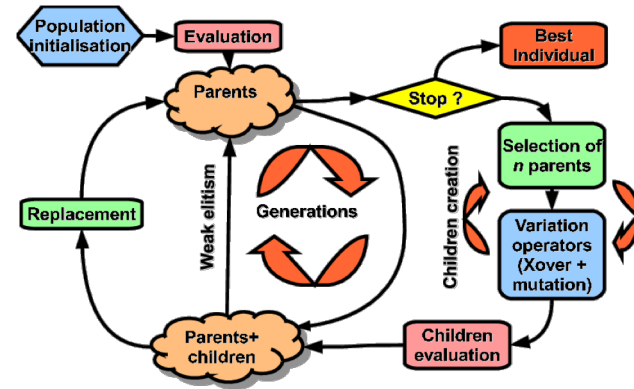 Population
initialisation
Evaluation
Best
Individual
Parents
Stop ?
Selection of
n parents
Children creation
Replacement
Weak elitism
Generations
Variation
operators
(Xover +
mutation)
Parents+
children
Children
evaluation